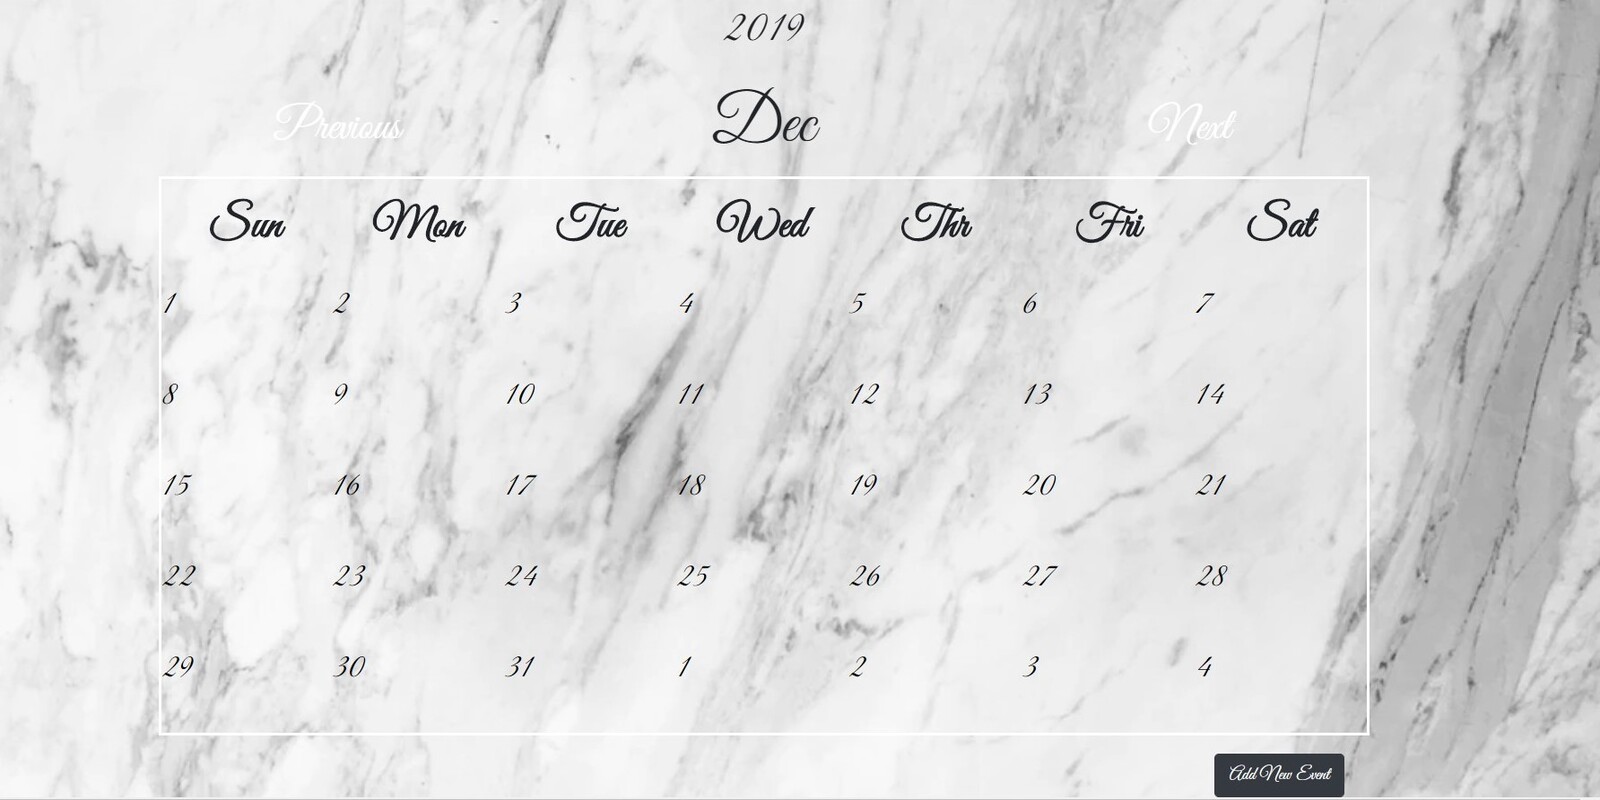 2019
Previous Dec Next
Sun Mon Tue Wed Thr Fri Sat
1 2 3 4 5 6 7
8 9 10 11 12 13 14
15 16 17 18 19 20 21
22 23 24 25 26 27 28
29 30 31 1 2 3 4
Add New Event